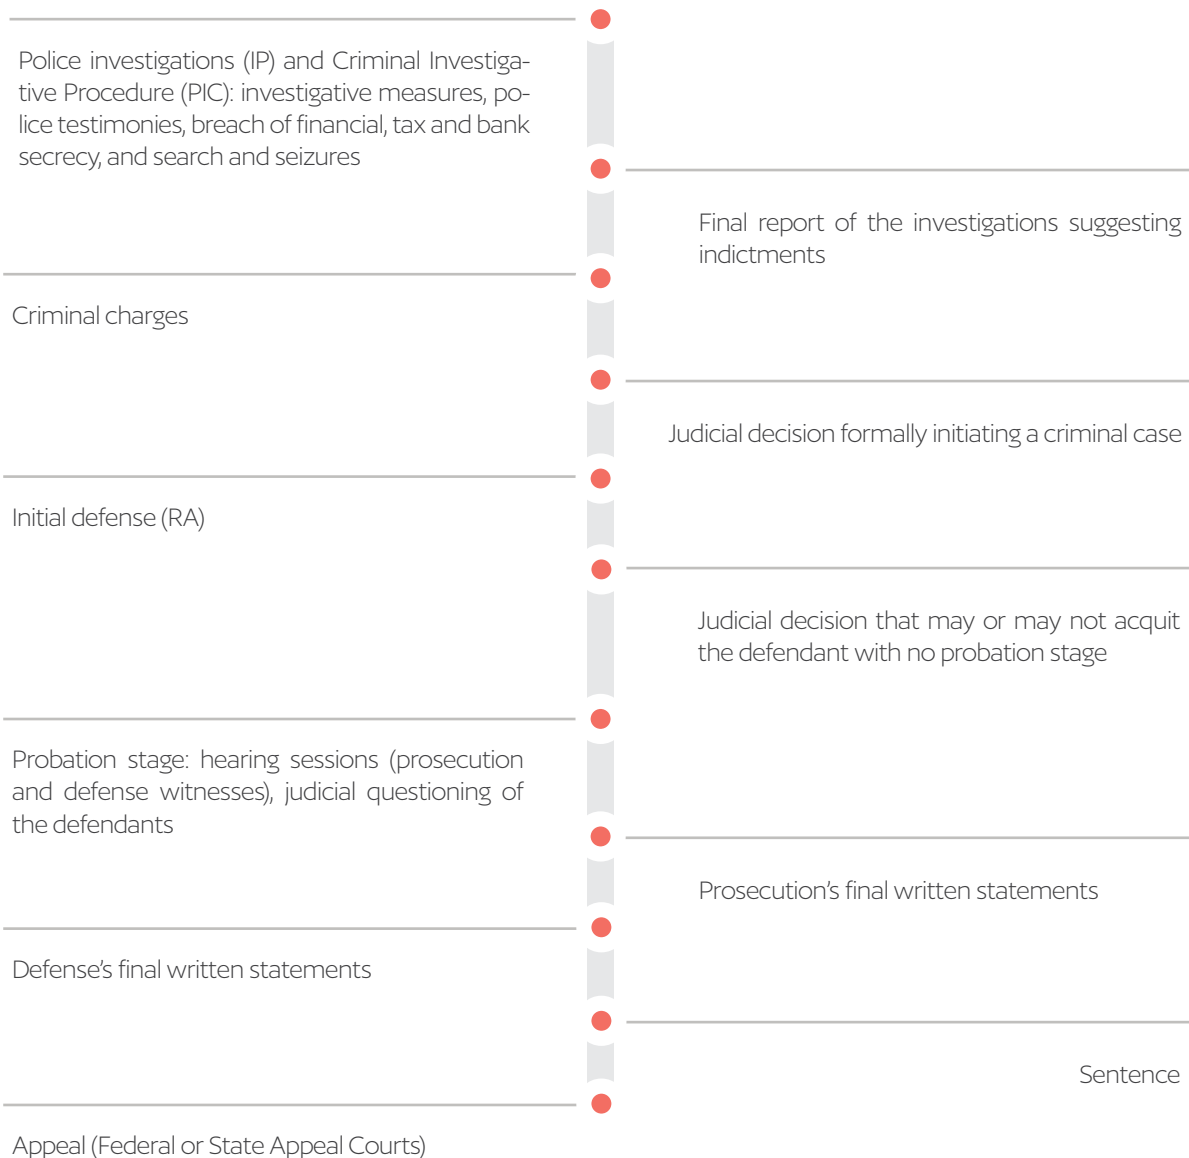 Police investigations (IP) and Criminal Investiga-
tive Procedure (PIC): investigative measures, po-
lice testimonies, breach of financial, tax and bank
secrecy, and search and seizures
Final report of the investigations suggesting
indictments
Criminal charges
Judicial decision formally initiating a criminal case
Initial defense (RA)
Judicial decision that may or may not acquit
the defendant with no probation stage
Probation stage: hearing sessions (prosecution
and defense witnesses), judicial questioning of
the defendants
Prosecution's final written statements
Defense's final written statements
Sentence
Appeal (Federal or State Appeal Courts)